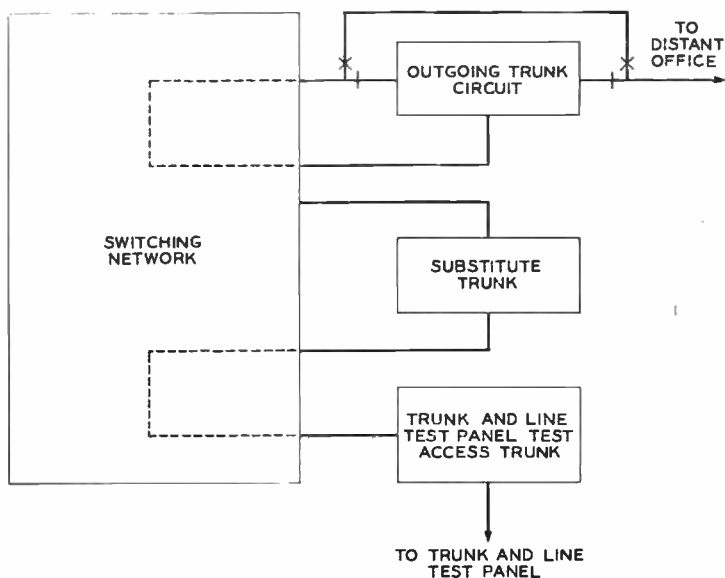 TO
DISTANT
OFFICE
OUTGOING TRUNK
CIRCUIT
SWITCHING
NETWORK
SUBSTITUTE
TRUNK
TRUNK AND LINE
TEST PANEL TEST
ACCESS TRUNK
TO TRUNK AND LINE
TEST PANEL